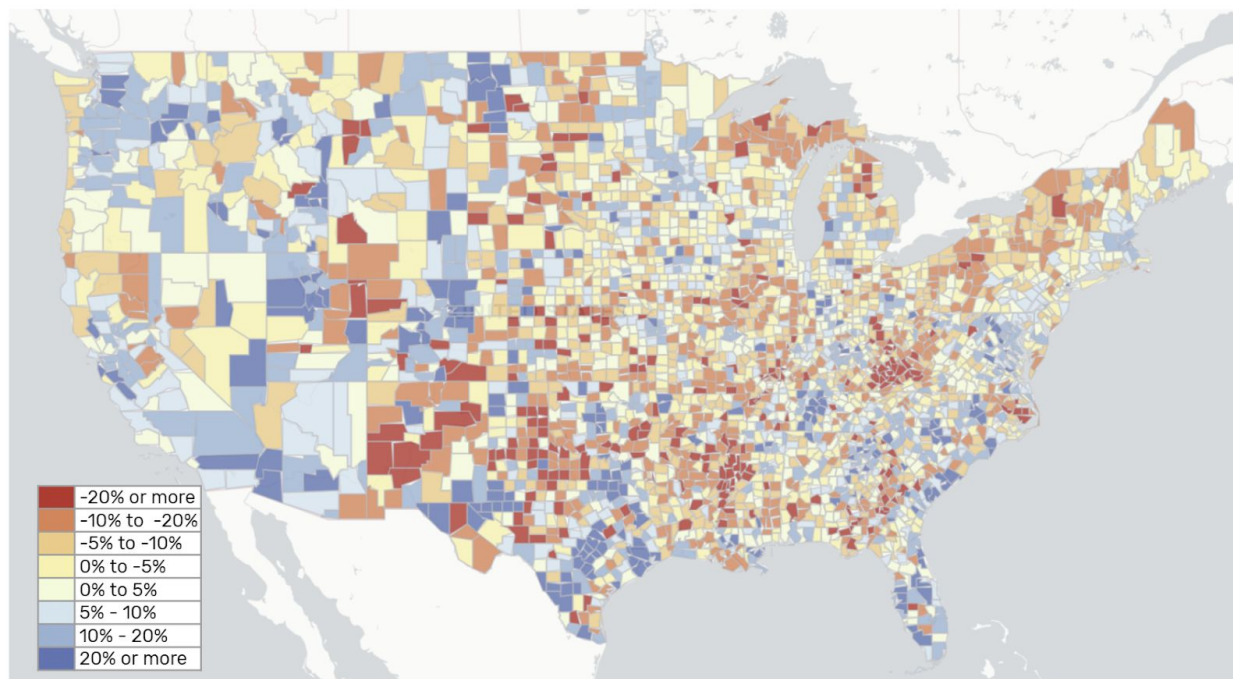 -20% or more
-10% to -20%
-5% to -10%
0% to -5%
0% to 5%
5% - 10%
10% - 20%
20% or more